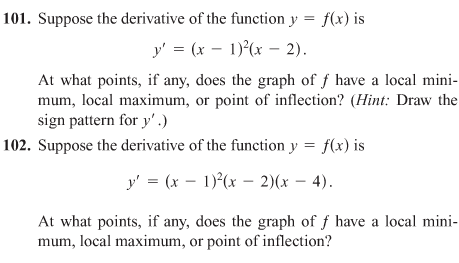 101. Suppose the derivative of the function y = f(x) is
y′ = (x − 1)²(x − 2).
At what points, if any, does the graph of f have a local mini-
mum, local maximum, or point of inflection? (Hint: Draw the
sign pattern for y′.)
102. Suppose the derivative of the function y = f(x) is
y′ = (x − 1)²(x − 2)(x − 4).
At what points, if any, does the graph of f have a local mini-
mum, local maximum, or point of inflection?